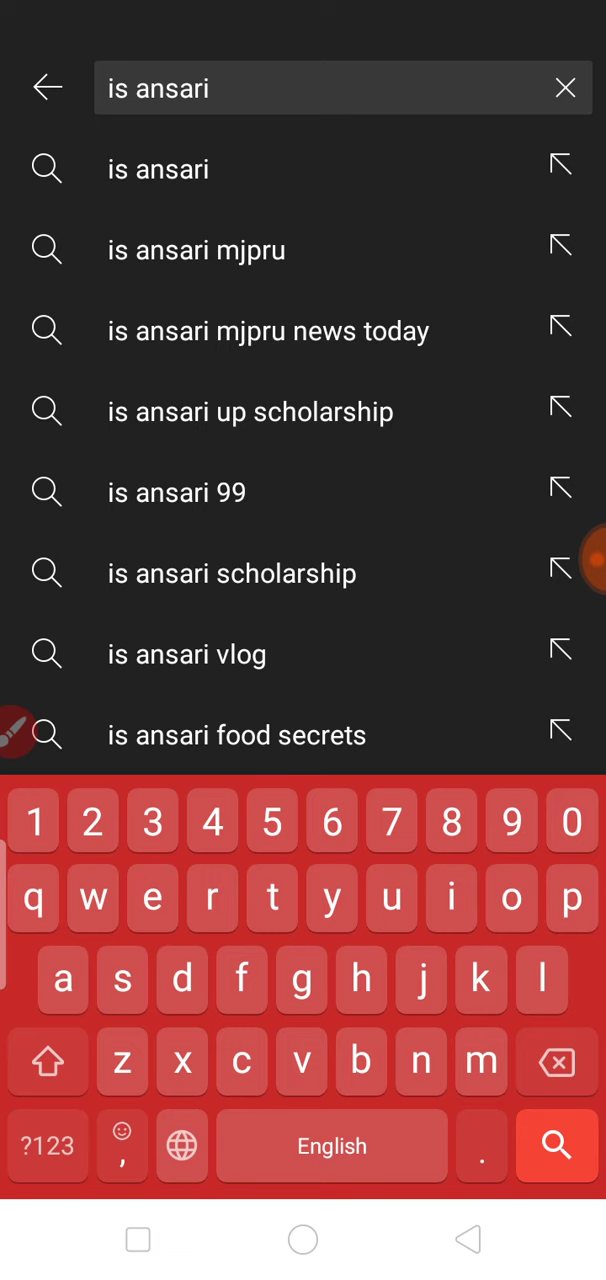 is ansari
is ansari
is ansari mjpru
is ansari mjpru news today
is ansari up scholarship
is ansari 99
is ansari scholarship
is ansari vlog
is ansari food secrets
1 2 3 4 5 6 7 8 9 0
q w e r t y u i o p
a s d f g h j k l
z x c v b n m
?123 , English .